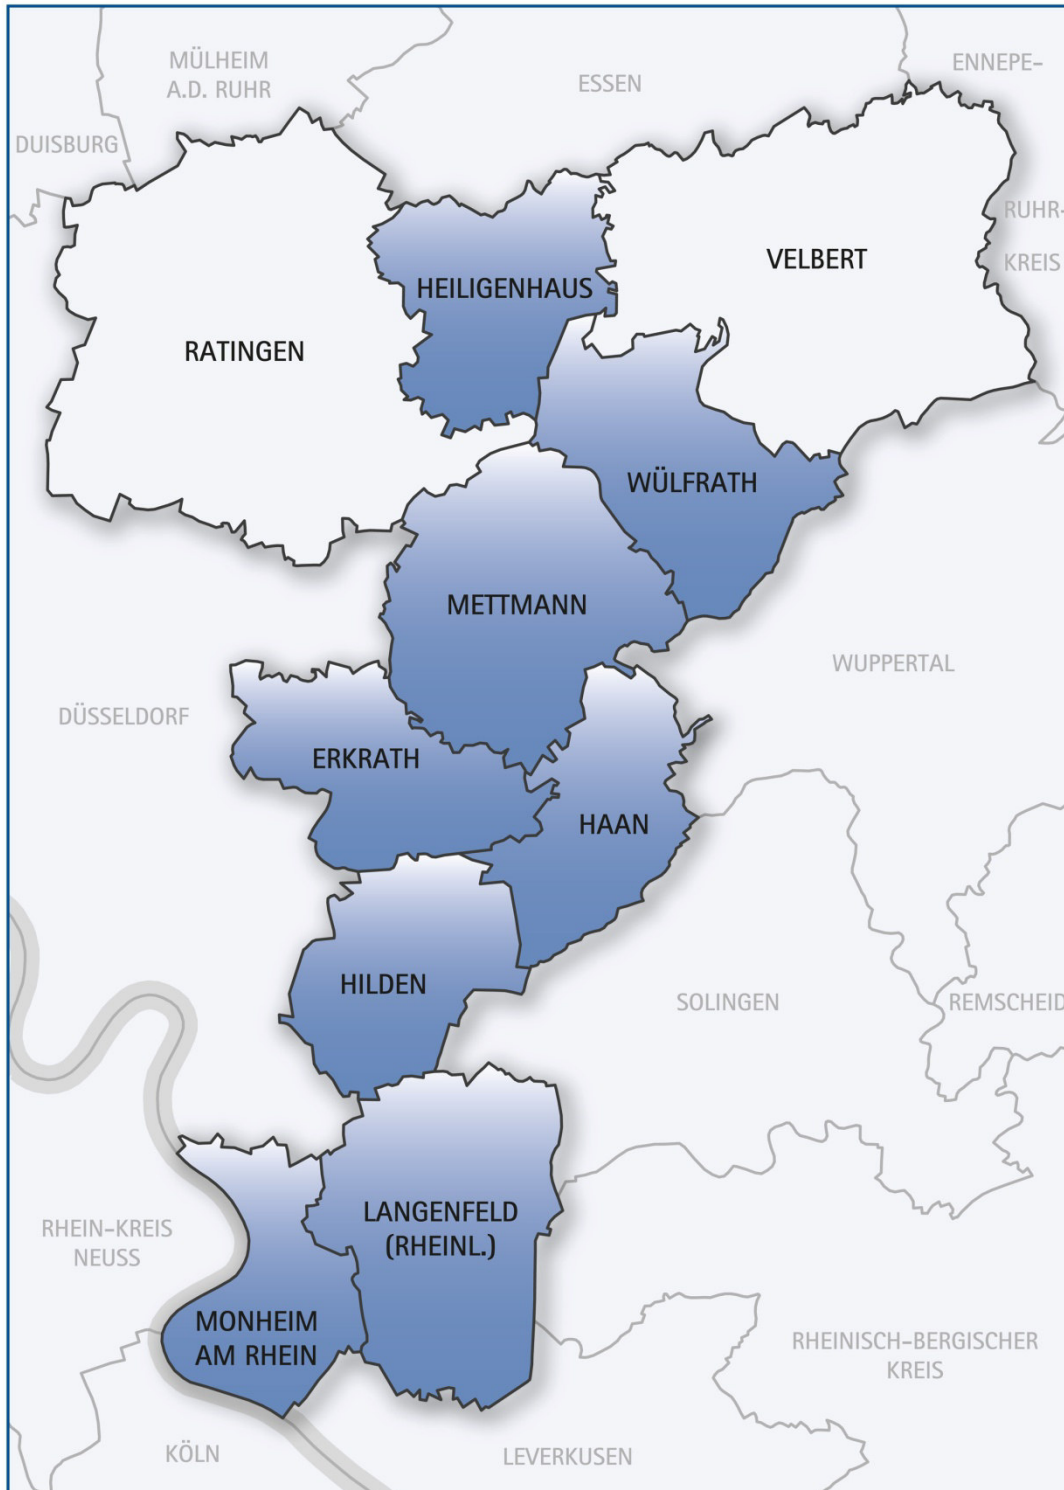 MÜLHEIM
A.D. RUHR
ESSEN
ENNEPE-
DUISBURG
RUHR-
KREIS
VELBERT
HEILIGENHAUS
RATINGEN
WÜLFRATH
METTMANN
WUPPERTAL
DÜSSELDORF
ERKRATH
HAAN
HILDEN
SOLINGEN
REMSCHEID
LANGENFELD
(RHEINL.)
RHEIN-KREIS
NEUSS
MONHEIM
AM RHEIN
RHEINISCH-BERGISCHER
KREIS
KÖLN
LEVERKUSEN